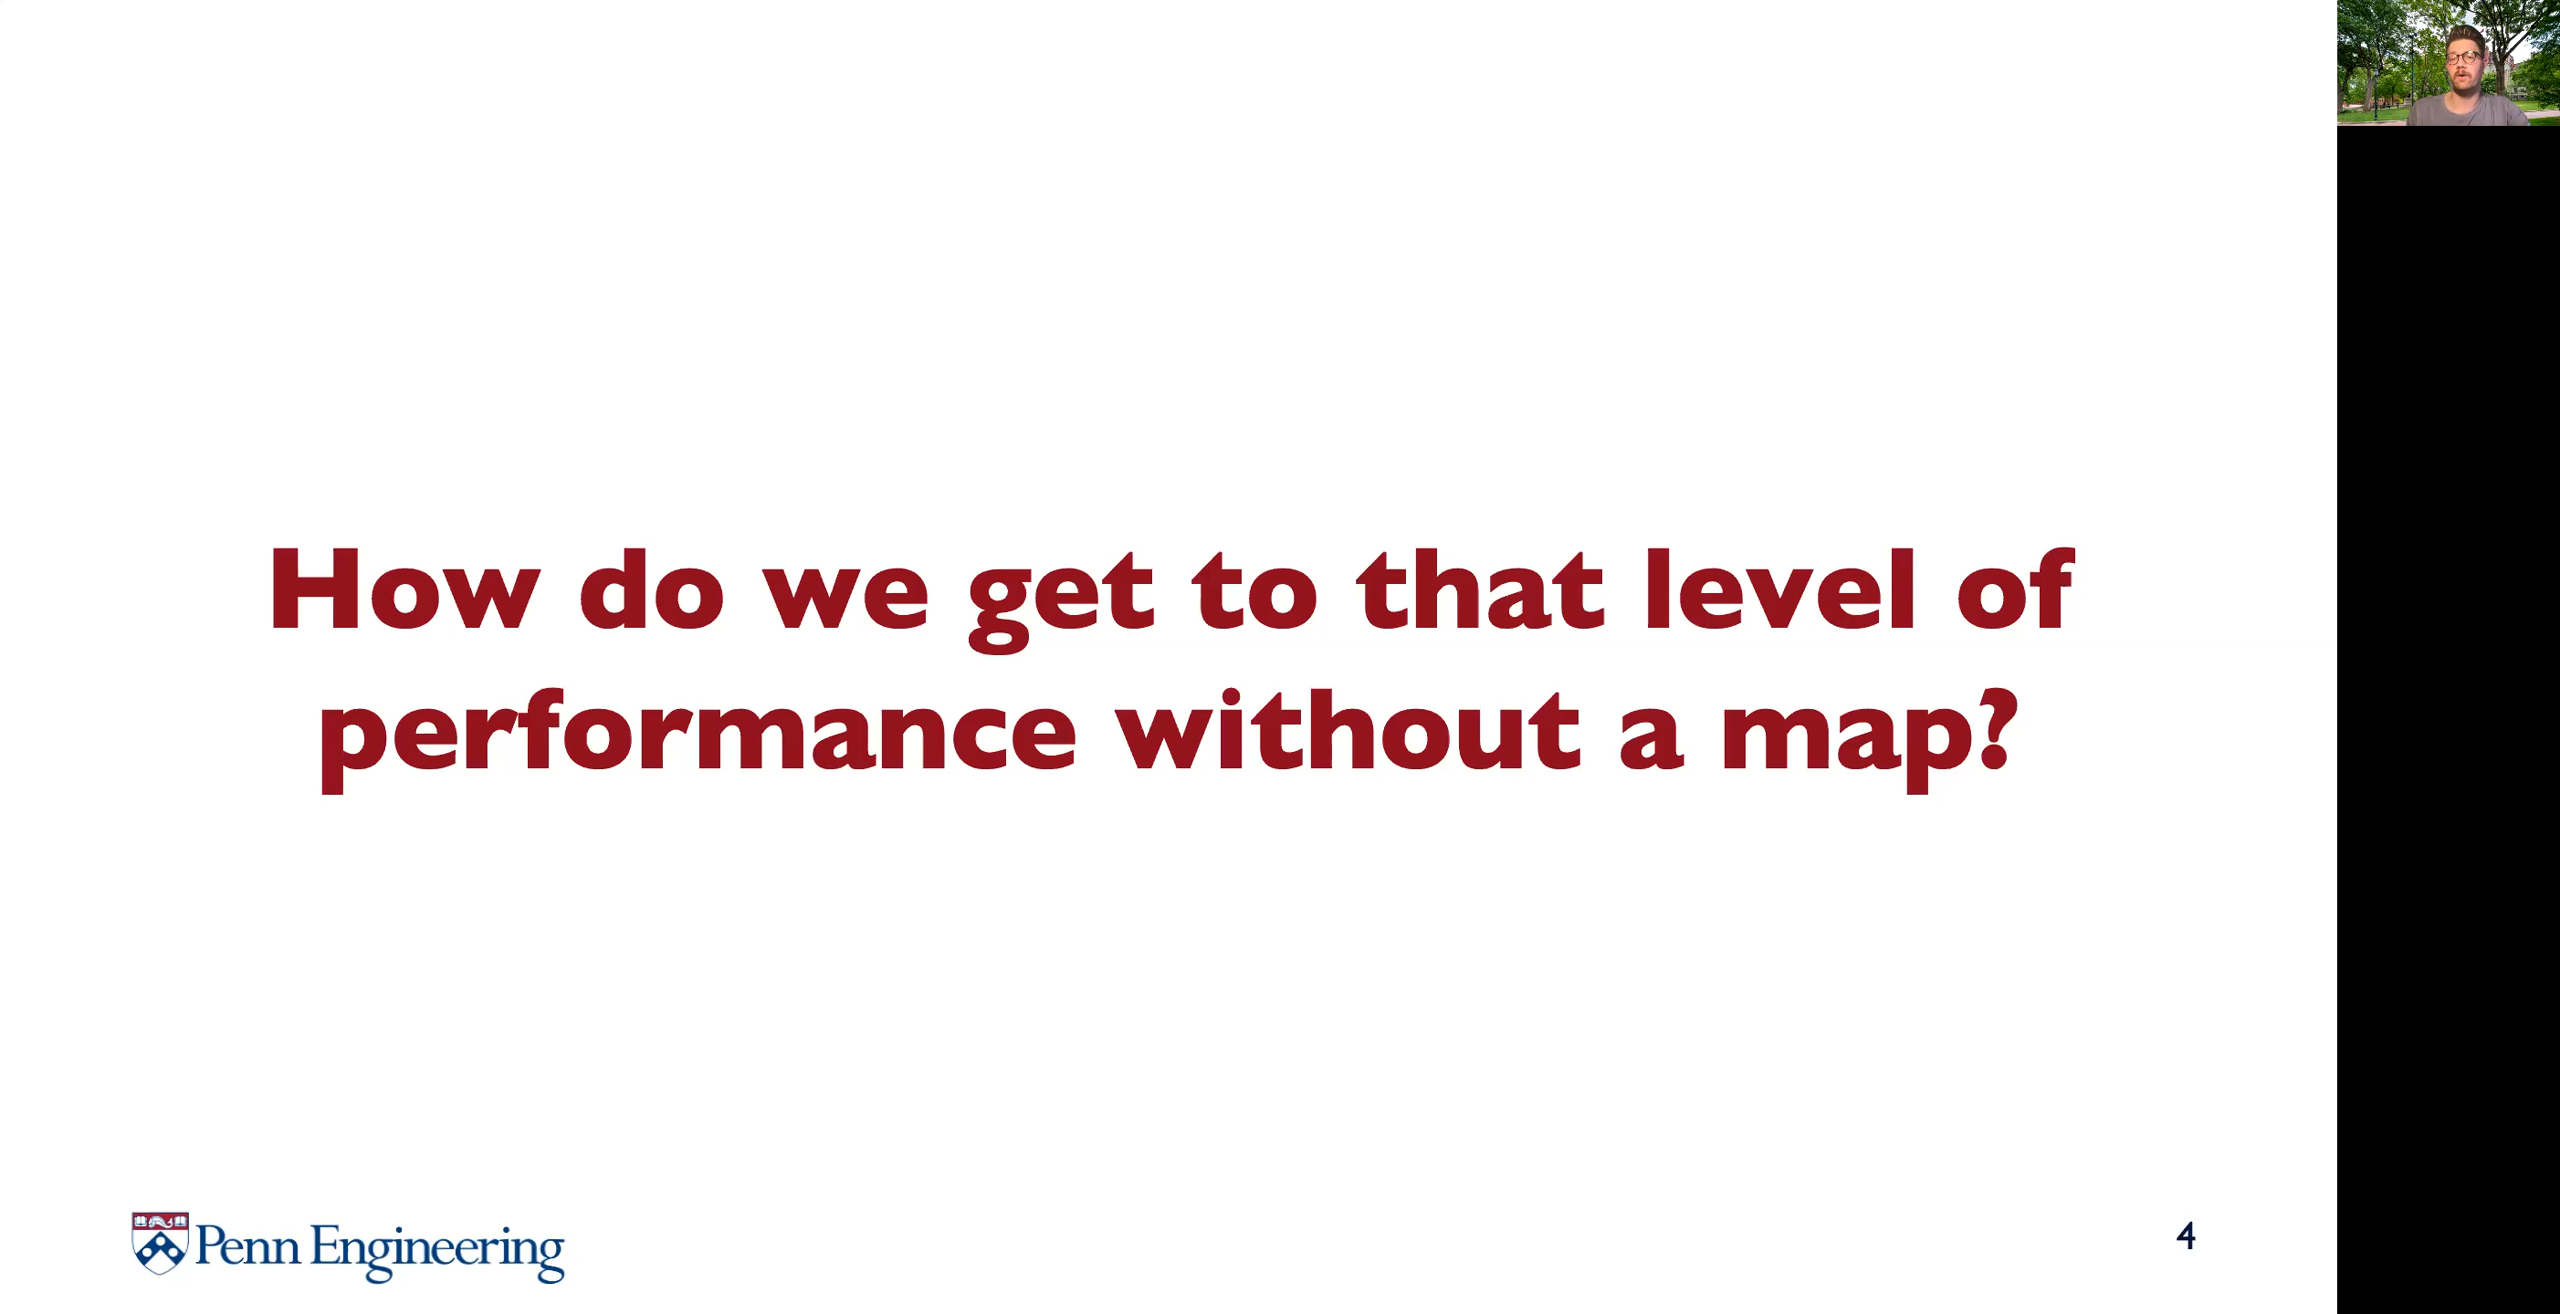 How do we get to that level of
performance without a map?
Penn Engineering
4